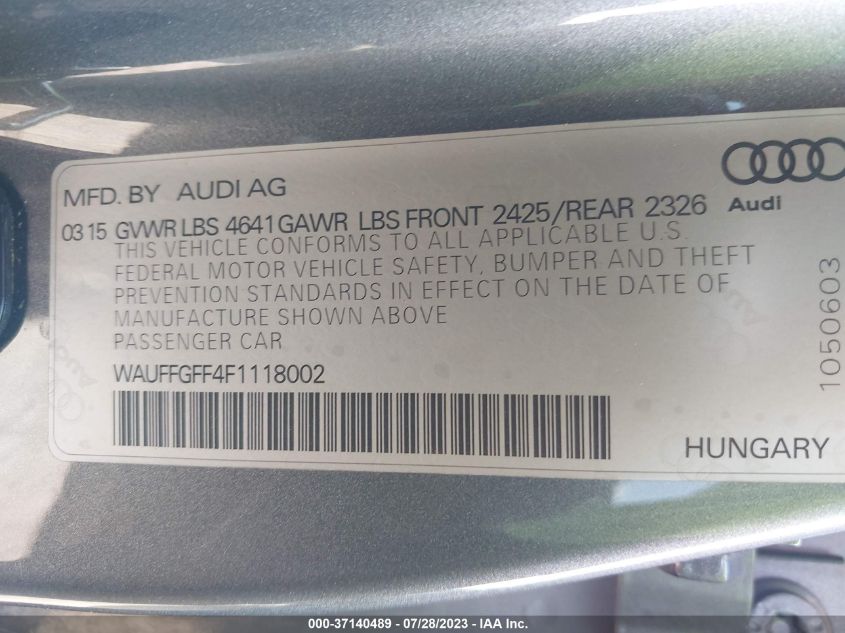 MFD. BY AUDI AG
Audi
03 15 GVWR LBS 4641 GAWR LBS FRONT 2425/REAR 2326
THIS VEHICLE CONFORMS TO ALL APPLICABLE U.S.
FEDERAL MOTOR VEHICLE SAFETY, BUMPER AND THEFT
PREVENTION STANDARDS IN EFFECT ON THE DATE OF
MANUFACTURE SHOWN ABOVE
PASSENGER CAR
WAUFFGFF4F1118002
HUNGARY
1050603
000-37140489 - 07/28/2023 - IAA Inc.